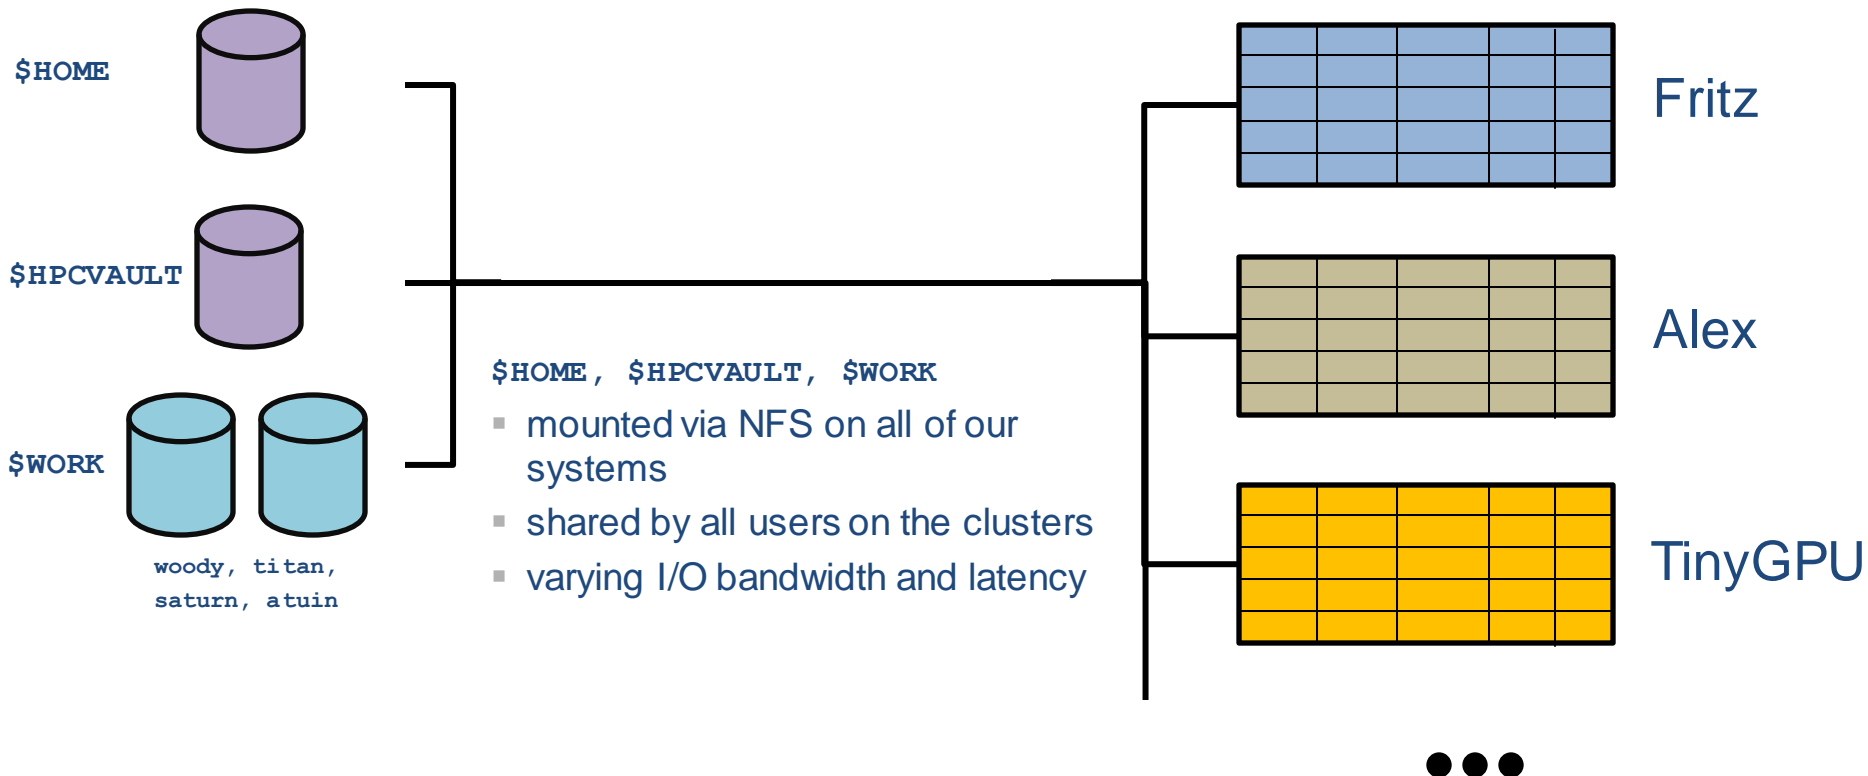 $HOME
$HPCVAULT
$WORK
woody, titan,
saturn, atuin
$HOME, $HPCVAULT, $WORK
mounted via NFS on all of our
systems
shared by all users on the clusters
varying I/O bandwidth and latency
Fritz
Alex
TinyGPU